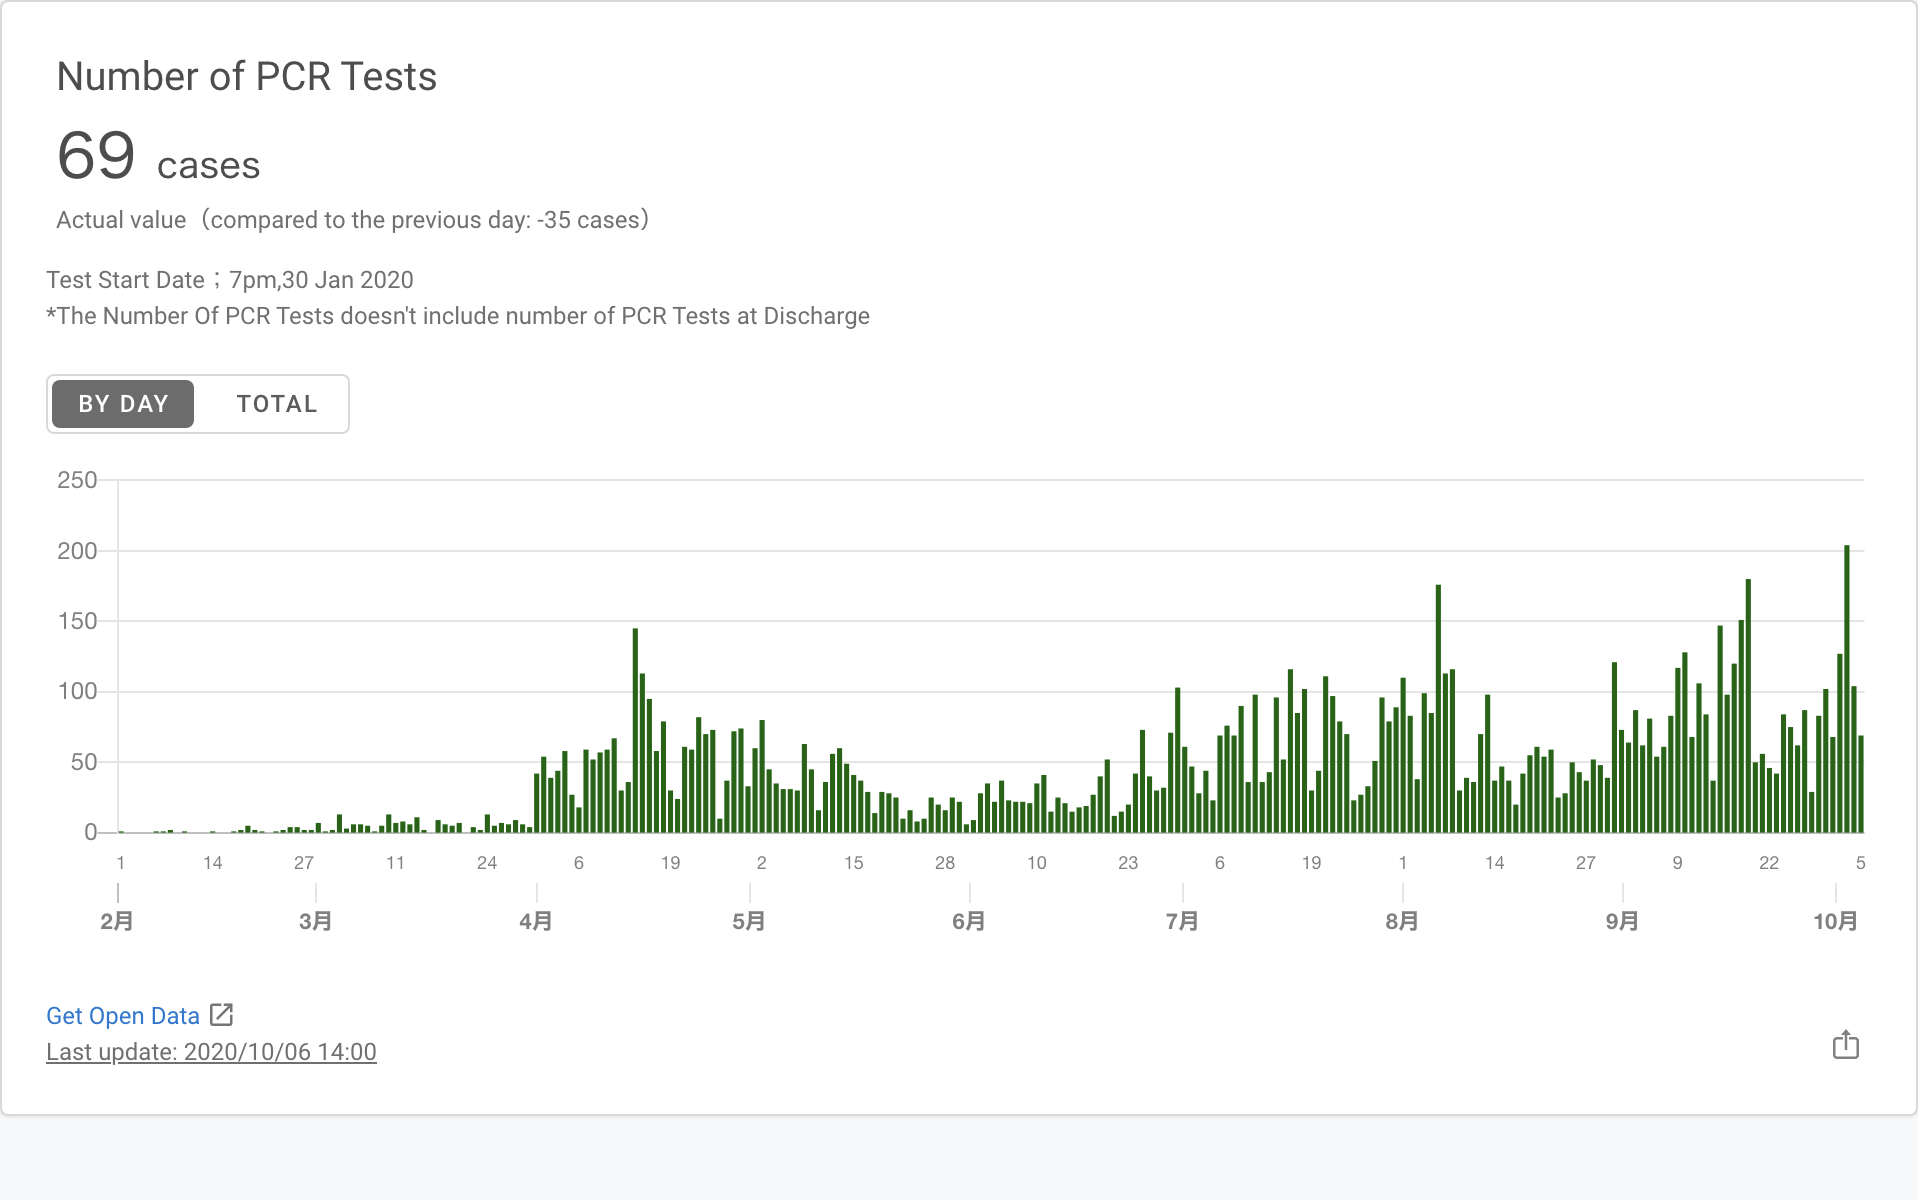 Number of PCR Tests
69 cases
Actual value（compared to the previous day: -35 cases）
Test Start Date；7pm,30 Jan 2020
*The Number Of PCR Tests doesn't include number of PCR Tests at Discharge
BY DAY TOTAL
250
200
150
100
50
0
1 14 27 11 24 6 19 2 15 28 10 23 6 19 1 14 27 9 22 5
2月 3月 4月 5月 6月 7月 8月 9月 10月
Get Open Data
Last update: 2020/10/06 14:00